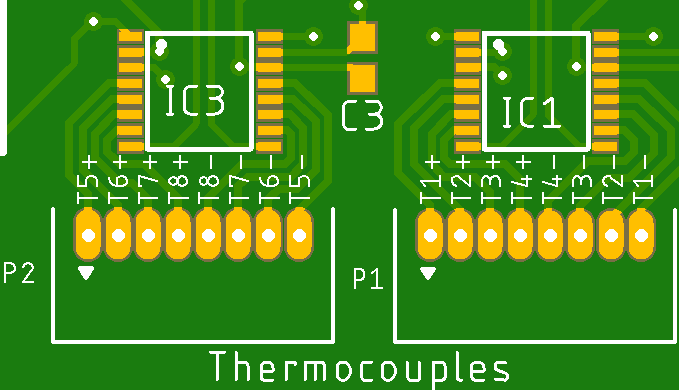 IC3
C3
IC1
T5+ T6+ T7+ T8+ T8- T7- T6- T5-
T1+ T2+ T3+ T4+ T4- T3- T2- T1-
P2
P1
Thermocouples